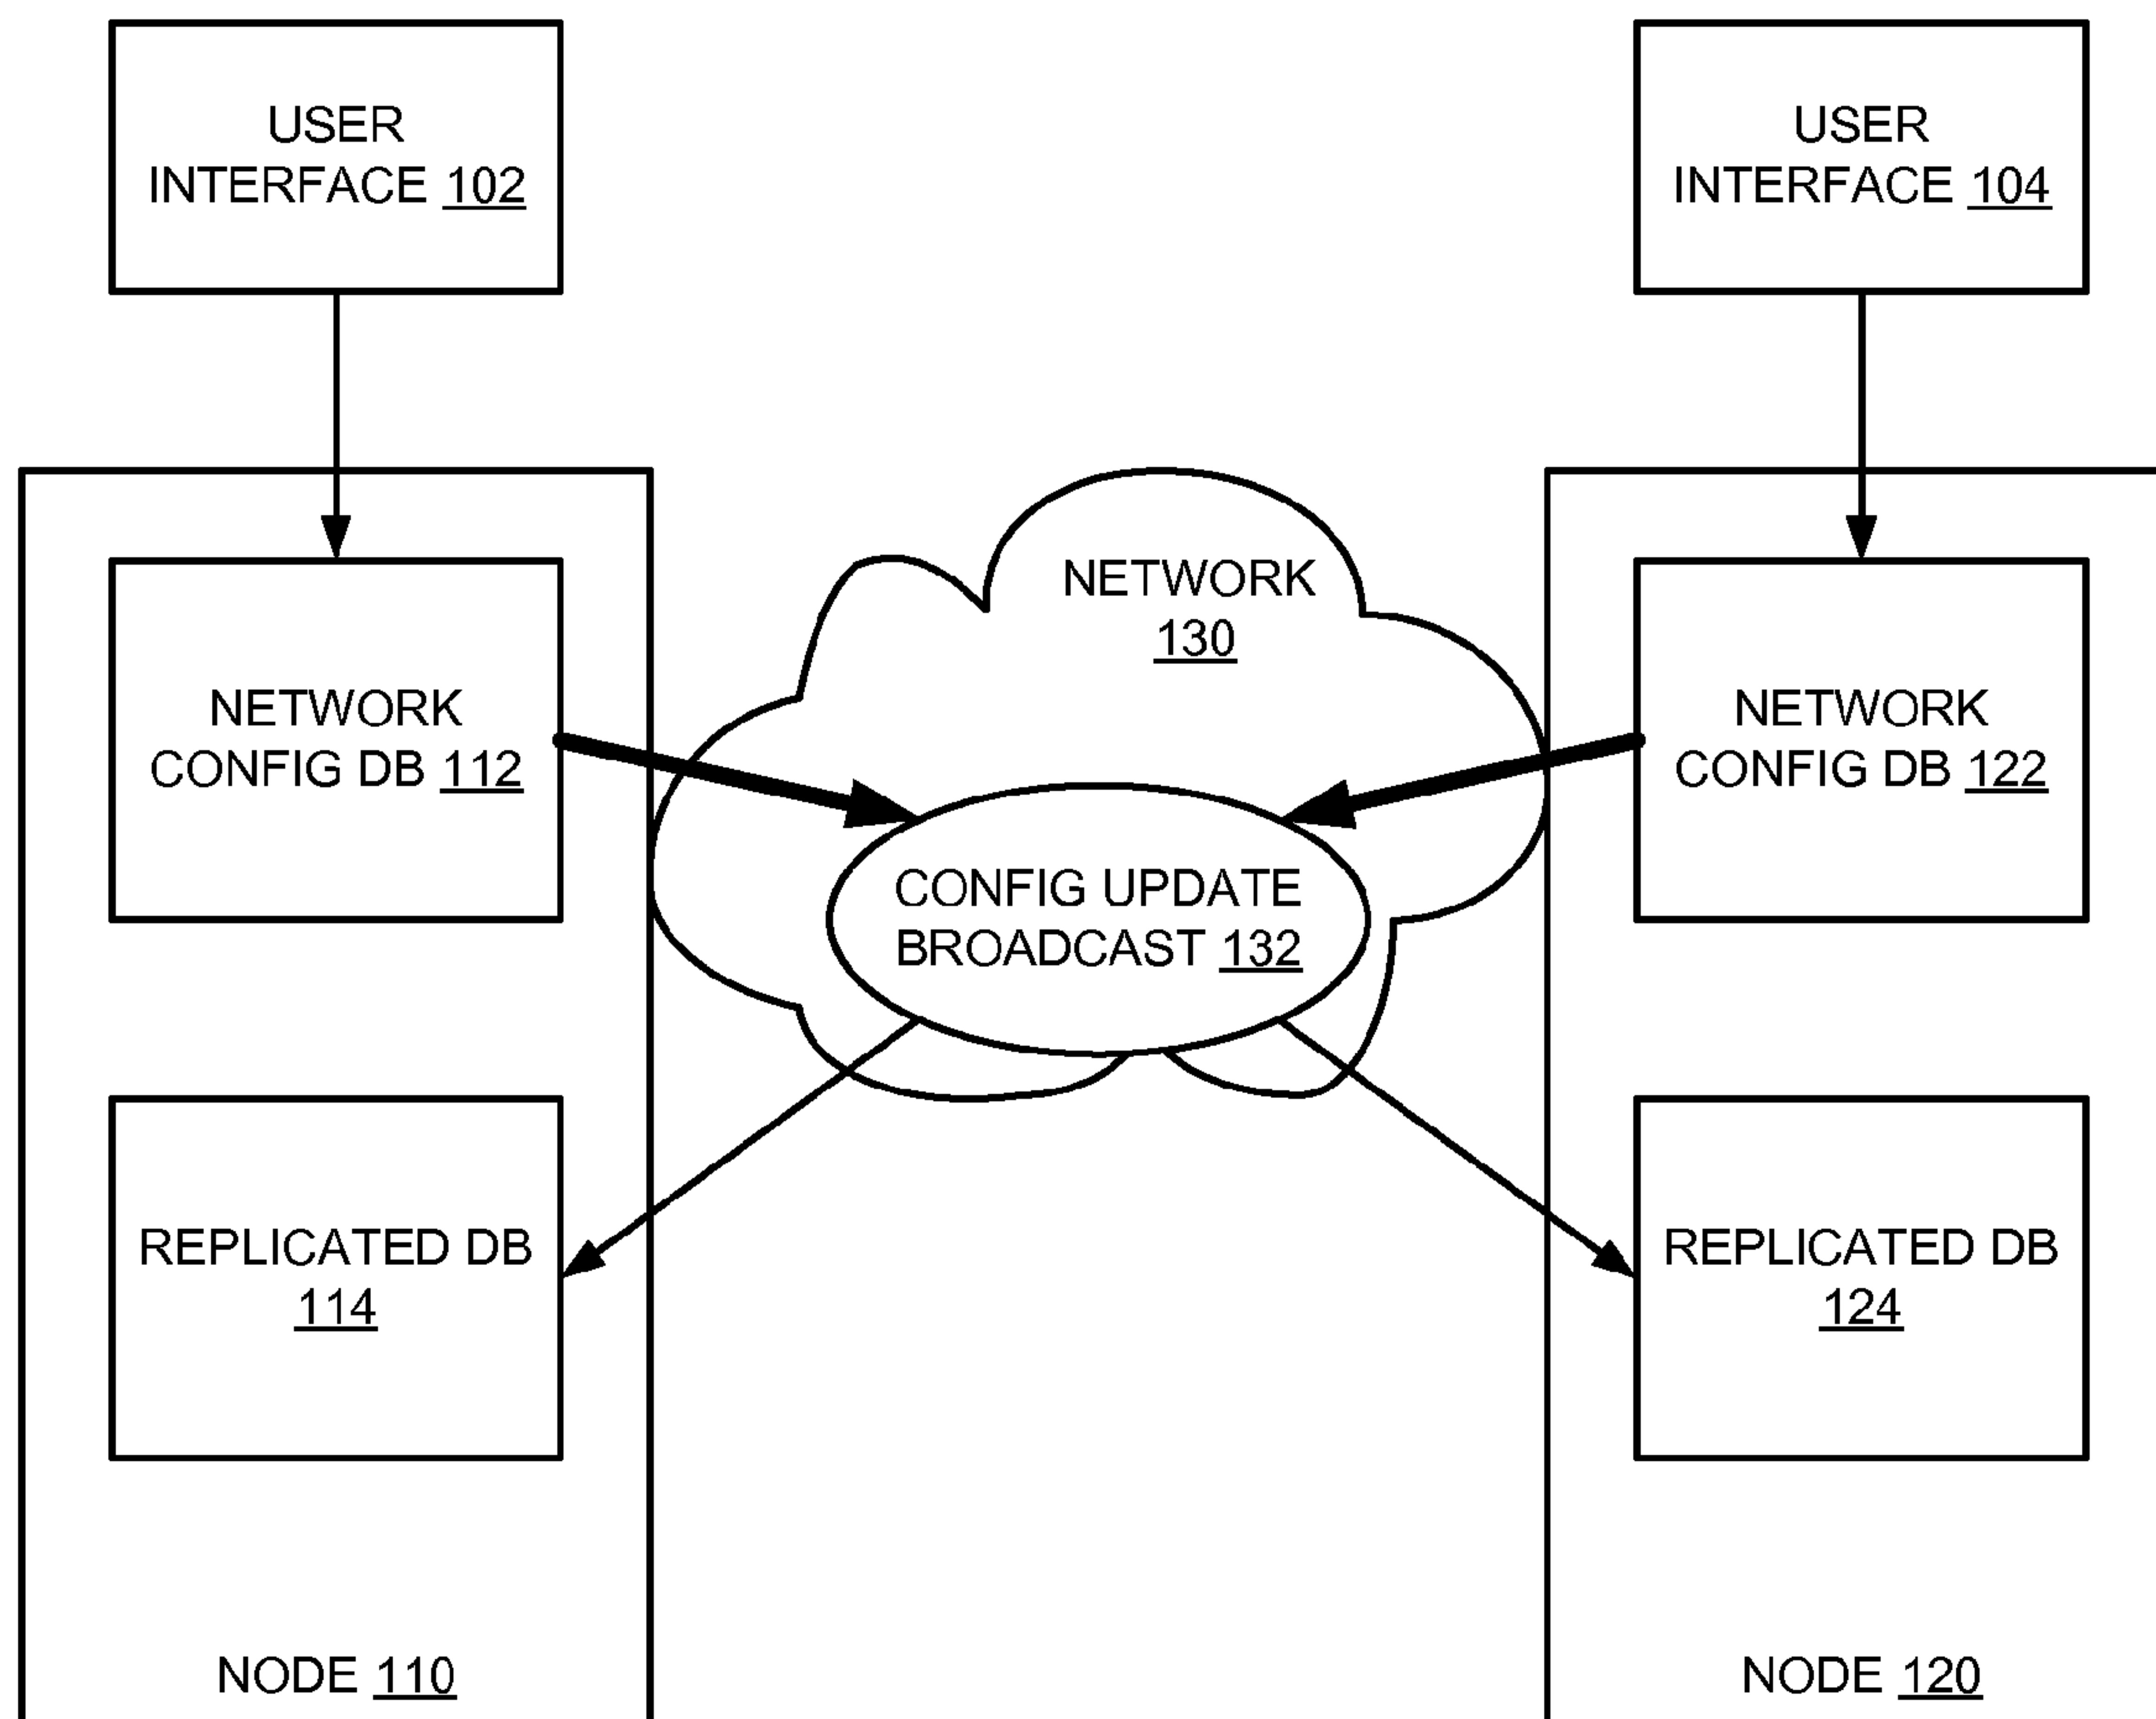 USER
INTERFACE 102
USER
INTERFACE 104
NETWORK
130
NETWORK
CONFIG DB 112
NETWORK
CONFIG DB 122
CONFIG UPDATE
BROADCAST 132
REPLICATED DB
114
REPLICATED DB
124
NODE 110
NODE 120